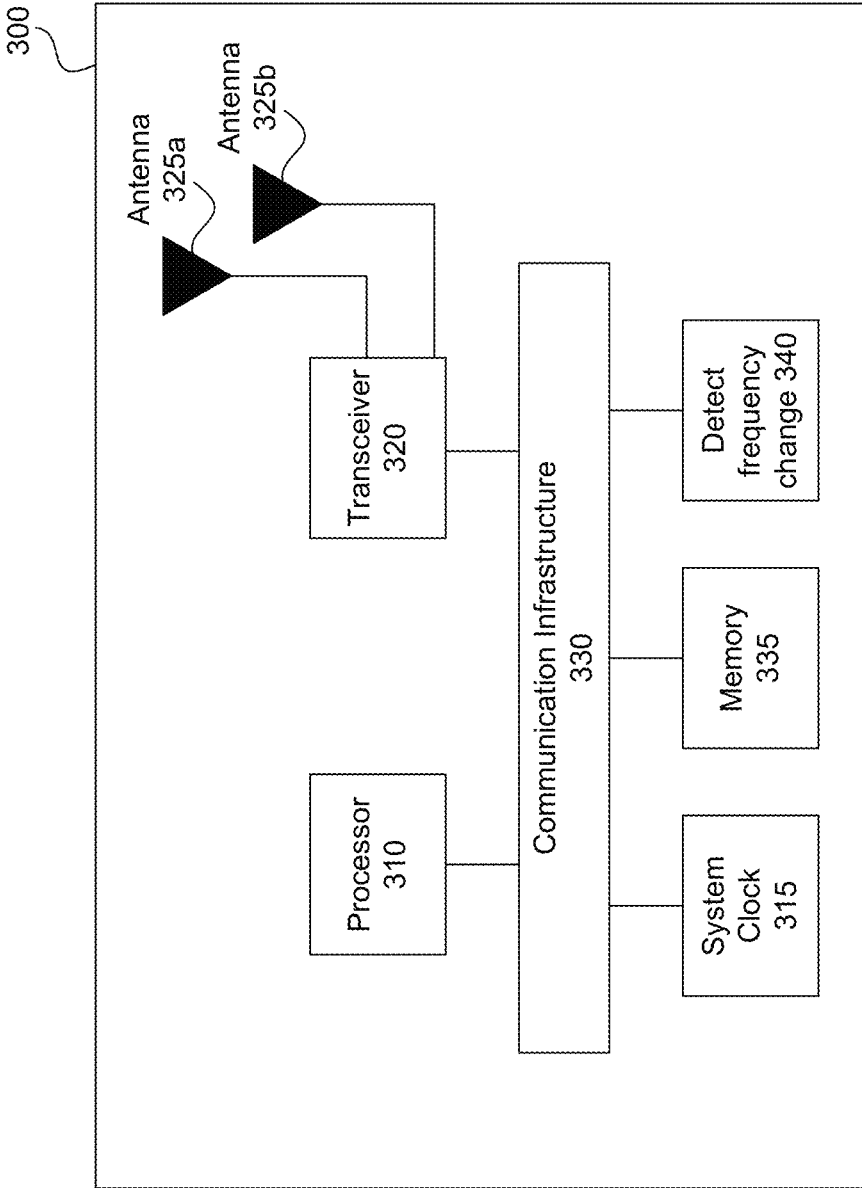 300
Antenna
325a
Antenna
325b
Processor
310
Transceiver
320
Communication Infrastructure
330
System
Clock
315
Memory
335
Detect
frequency
change 340